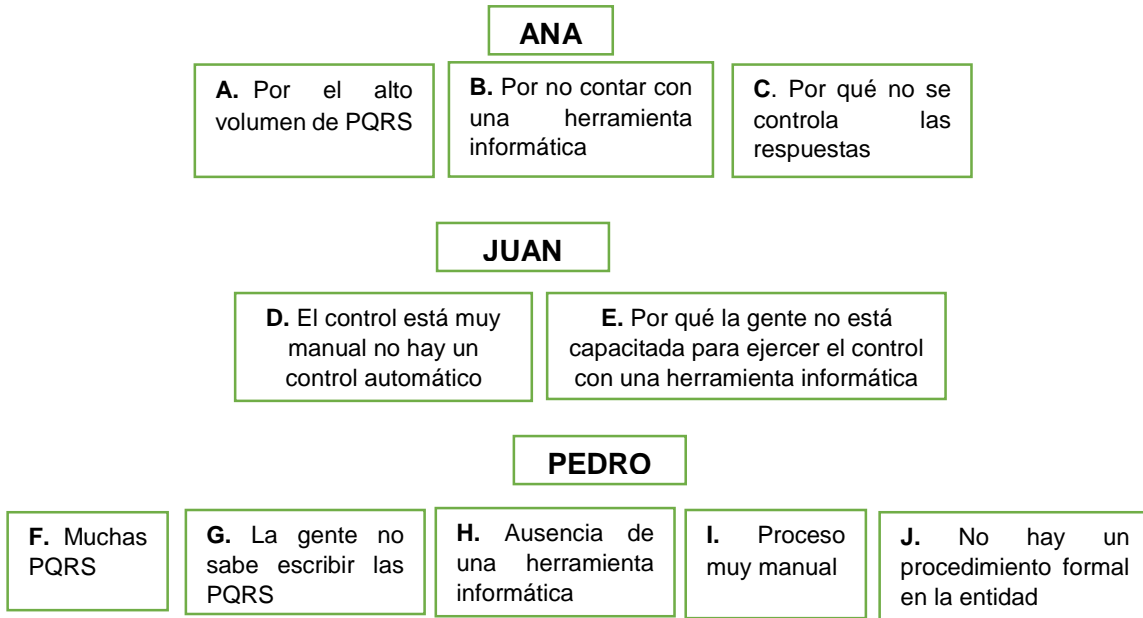 ANA
A. Por el alto
volumen de PQRS
B. Por no contar con
una herramienta
informática
C. Por qué no se
controla las
respuestas
JUAN
D. El control está muy
manual no hay un
control automático
E. Por qué la gente no está
capacitada para ejercer el control
con una herramienta informática
PEDRO
F. Muchas
PQRS
G. La gente no
sabe escribir las
PQRS
H. Ausencia de
una herramienta
informática
I. Proceso
muy manual
J. No hay un
procedimiento formal
en la entidad